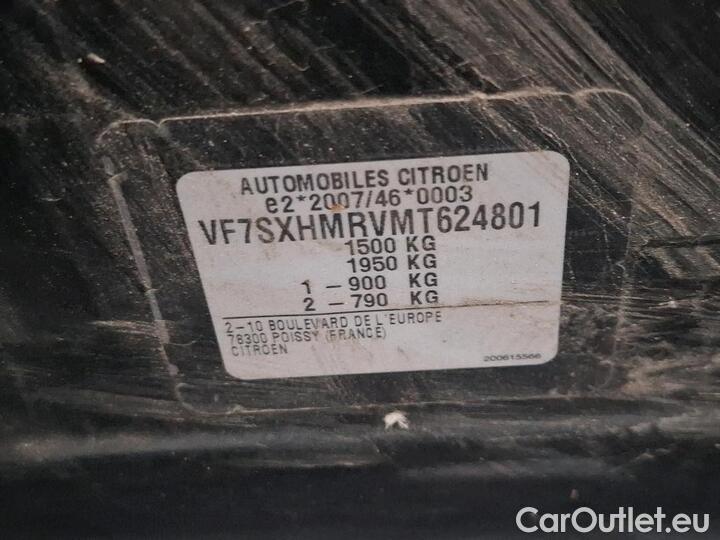 AUTOMOBILES CITROEN
e2*2007/46*0003
VF7SXHMRVMT624801
1500 KG
1950 KG
1 - 900 KG
2 - 790 KG
2-10 BOULEVARD DE L'EUROPE
78300 POISSY (FRANCE)
CITROEN
200615566
CarOutlet.eu